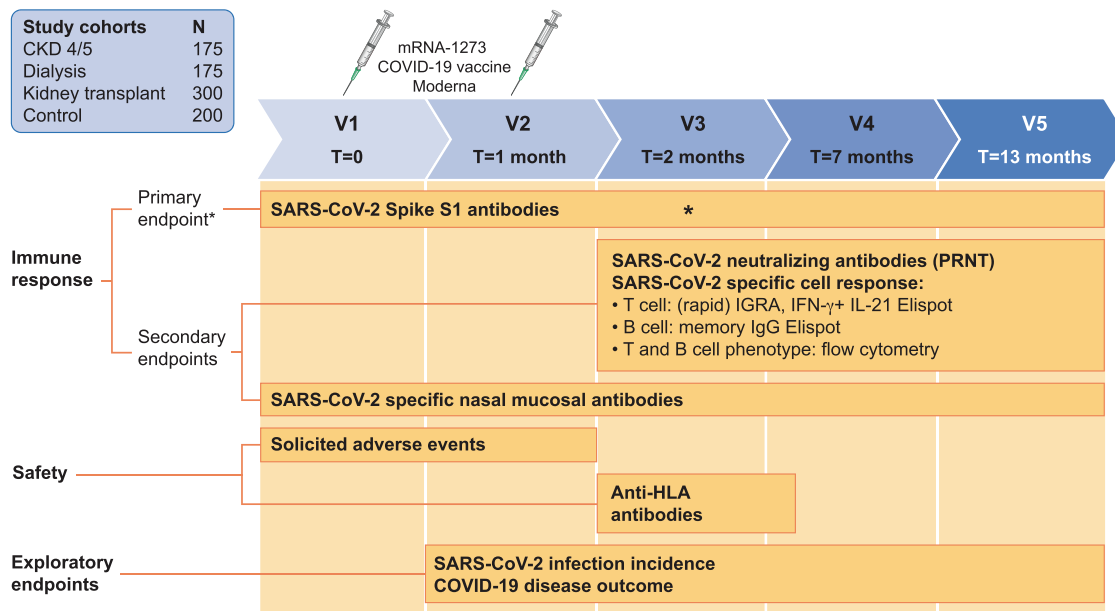 Study cohorts N
CKD 4/5 175
Dialysis 175
Kidney transplant 300
Control 200
mRNA-1273
COVID-19 vaccine
Moderna
V1 V2 V3 V4 V5
T=0 T=1 month T=2 months T=7 months T=13 months
Immune
response
Primary
endpoint*
SARS-CoV-2 Spike S1 antibodies *
Secondary
endpoints
SARS-CoV-2 neutralizing antibodies (PRNT)
SARS-CoV-2 specific cell response:
• T cell: (rapid) IGRA, IFN-γ+ IL-21 Elispot
• B cell: memory IgG Elispot
• T and B cell phenotype: flow cytometry
SARS-CoV-2 specific nasal mucosal antibodies
Safety
Solicited adverse events
Anti-HLA
antibodies
Exploratory
endpoints
SARS-CoV-2 infection incidence
COVID-19 disease outcome